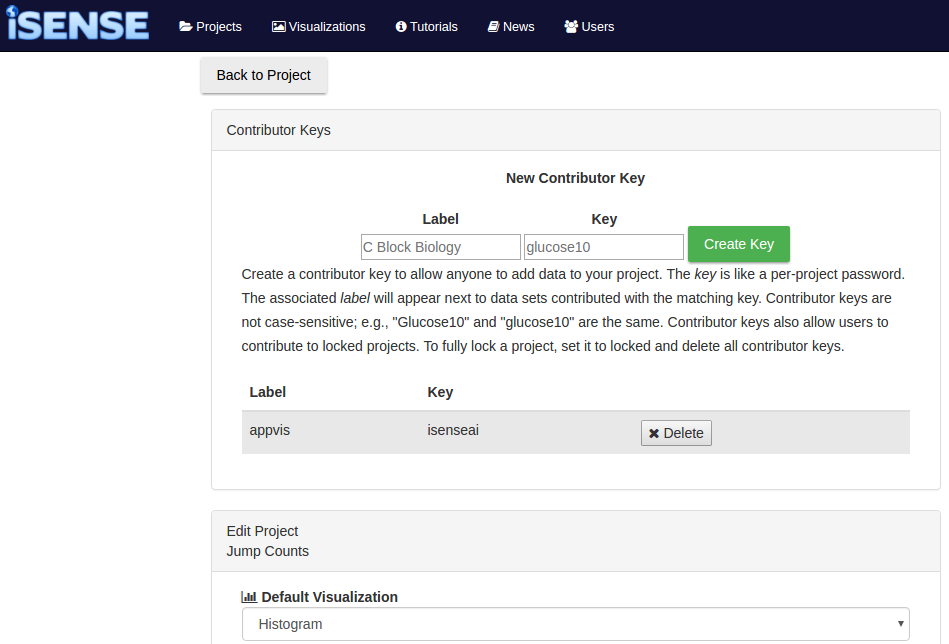 iSENSE Projects Visualizations Tutorials News Users
Back to Project
Contributor Keys
New Contributor Key
Label Key
C Block Biology glucose10 Create Key
Create a contributor key to allow anyone to add data to your project. The key is like a per-project password.
The associated label will appear next to data sets contributed with the matching key. Contributor keys are
not case-sensitive; e.g., "Glucose10" and "glucose10" are the same. Contributor keys also allow users to
contribute to locked projects. To fully lock a project, set it to locked and delete all contributor keys.
Label Key
appvis isenseai Delete
Edit Project
Jump Counts
Default Visualization
Histogram